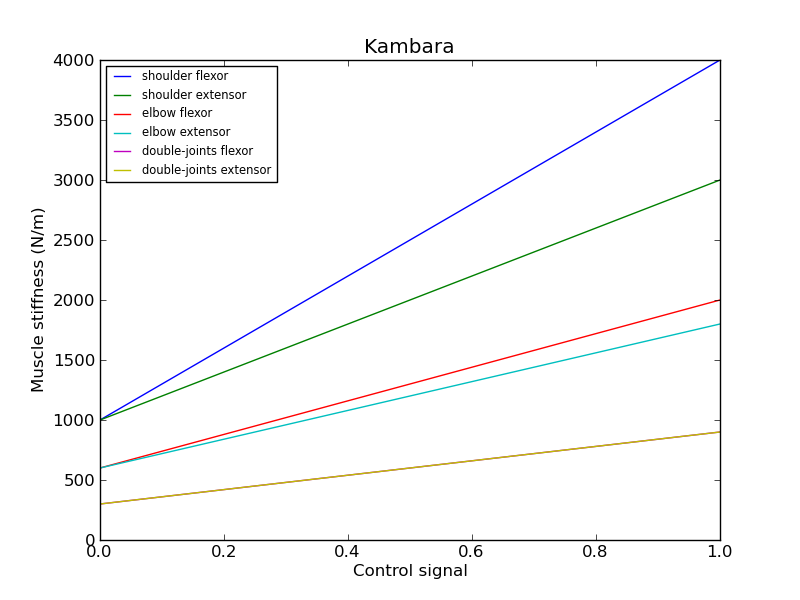 Kambara
4000
3500
3000
2500
2000
1500
1000
500
0
shoulder flexor
shoulder extensor
elbow flexor
elbow extensor
double-joints flexor
double-joints extensor
Muscle stiffness (N/m)
0.0 0.2 0.4 0.6 0.8 1.0
Control signal